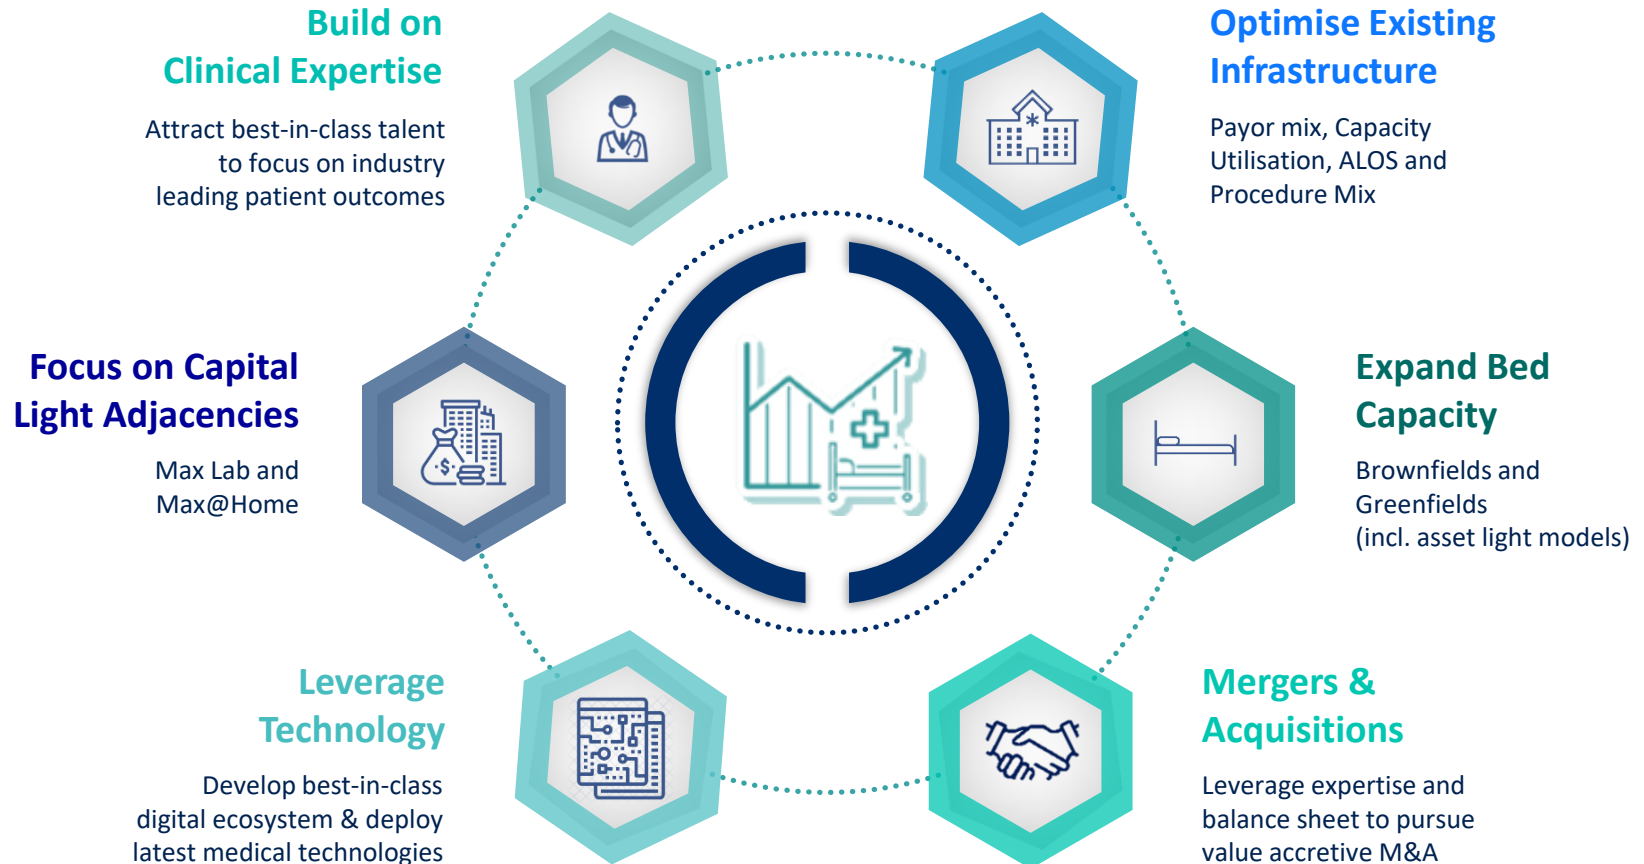 Build on
Clinical Expertise
Attract best-in-class talent
to focus on industry
leading patient outcomes
Optimise Existing
Infrastructure
Payor mix, Capacity
Utilisation, ALOS and
Procedure Mix
Focus on Capital
Light Adjacencies
Max Lab and
Max@Home
Expand Bed
Capacity
Brownfields and
Greenfields
(incl. asset light models)
Leverage
Technology
Develop best-in-class
digital ecosystem & deploy
latest medical technologies
Mergers &
Acquisitions
Leverage expertise and
balance sheet to pursue
value accretive M&A